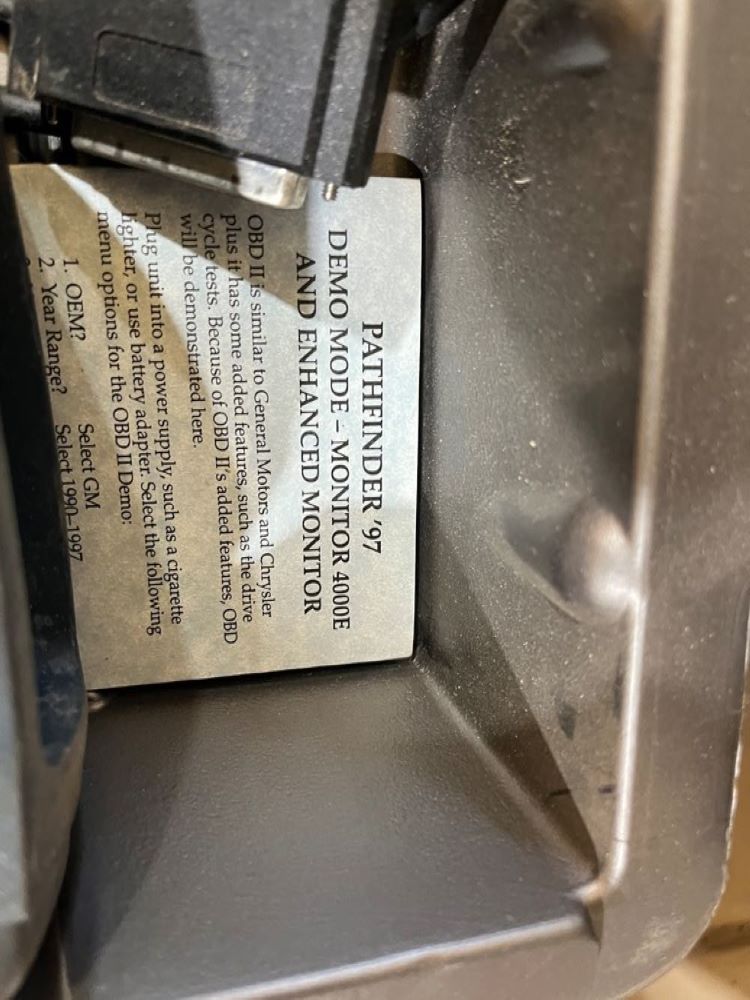 PATHFINDER '97
DEMO MODE – MONITOR 4000E
AND ENHANCED MONITOR
OBD II is similar to General Motors and Chrysler
plus it has some added features, such as the drive
cycle tests. Because of OBD II's added features, OBD
will be demonstrated here.
Plug unit into a power supply, such as a cigarette
lighter, or use battery adapter. Select the following
menu options for the OBD II Demo:
1. OEM? Select GM
2. Year Range? Select 1990–1997